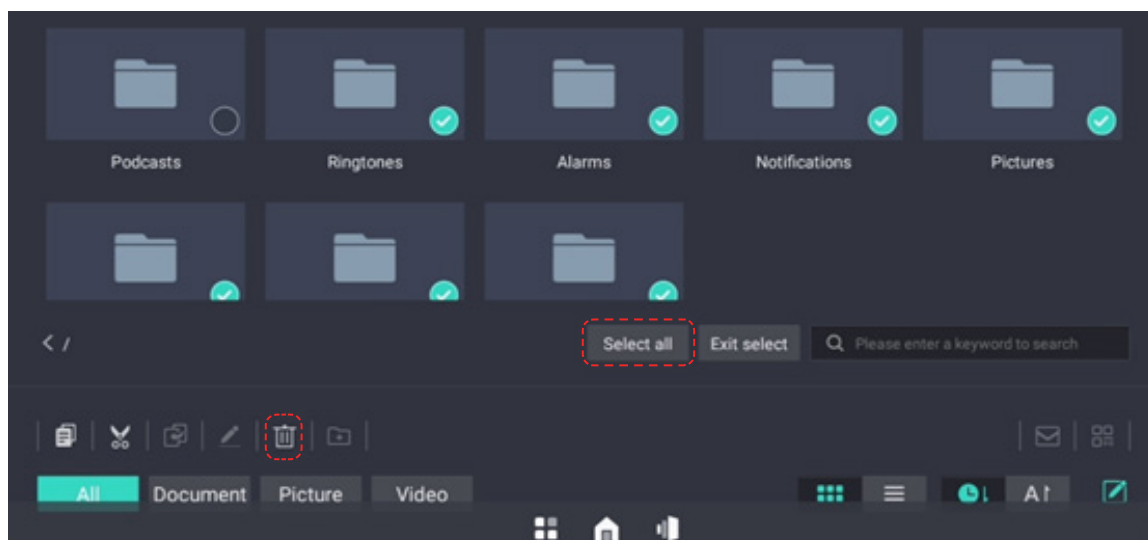 Podcasts Ringtones Alarms Notifications Pictures
< / Select all Exit select Please enter a keyword to search
All Document Picture Video A↑